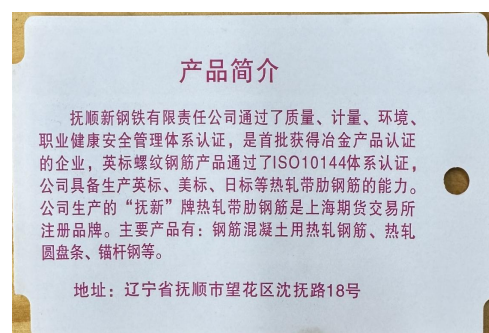 产品简介
抚顺新钢铁有限责任公司通过了质量、计量、环境、
职业健康安全管理体系认证，是首批获得冶金产品认证
的企业，英标螺纹钢筋产品通过了ISO10144体系认证，
公司具备生产英标、美标、日标等热轧带肋钢筋的能力。
公司生产的“抚新”牌热轧带肋钢筋是上海期货交易所
注册品牌。主要产品有：钢筋混凝土用热轧钢筋、热轧
圆盘条、锚杆钢等。
地址：辽宁省抚顺市望花区沈抚路18号